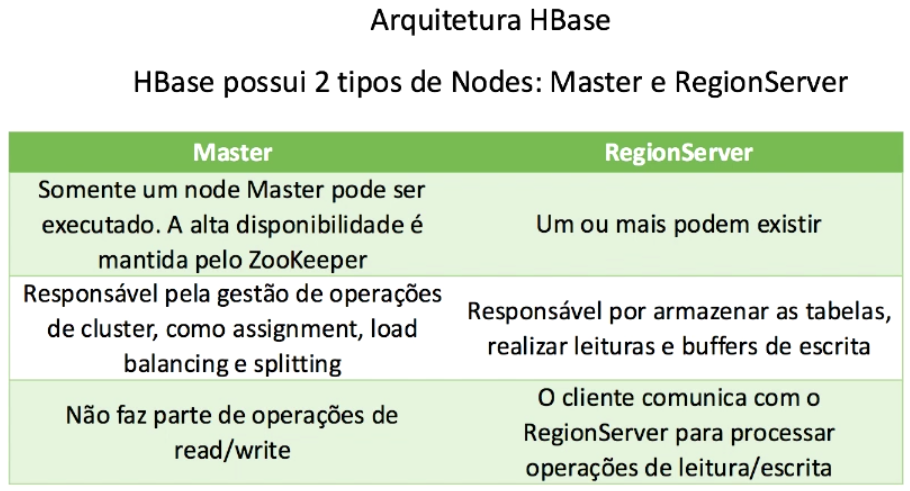 Arquitetura HBase
HBase possui 2 tipos de Nodes: Master e RegionServer
Master
RegionServer
Somente um node Master pode ser
executado. A alta disponibilidade é
mantida pelo ZooKeeper
Um ou mais podem existir
Responsável pela gestão de operações
de cluster, como assignment, load
balancing e splitting
Responsável por armazenar as tabelas,
realizar leituras e buffers de escrita
Não faz parte de operações de
read/write
O cliente comunica com o
RegionServer para processar
operações de leitura/escrita